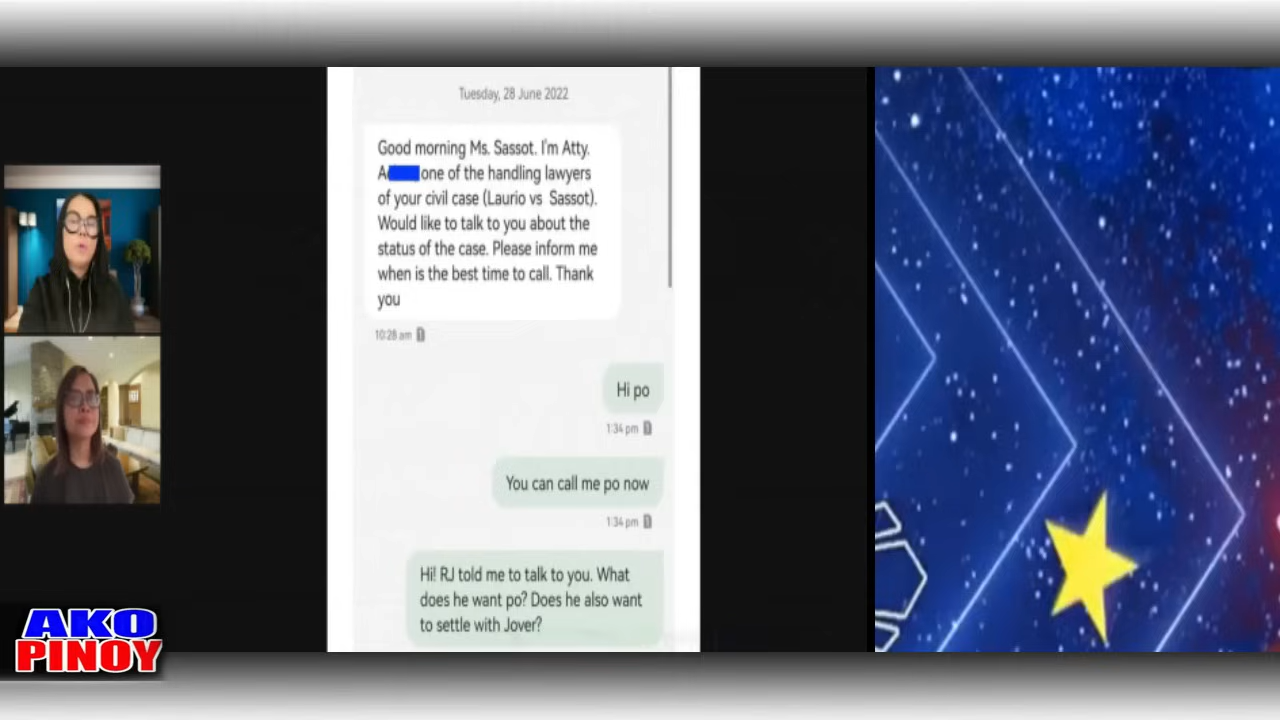 Tuesday, 28 June 2022
Good morning Ms. Sassot. I'm Atty.
A one of the handling lawyers
of your civil case (Laurio vs Sassot).
Would like to talk to you about the
status of the case. Please inform me
when is the best time to call. Thank
you
10:28 am
Hi po
1:34 pm
You can call me po now
1:34 pm
Hi! RJ told me to talk to you. What
does he want po? Does he also want
to settle with Jover?
AKO
PINOY